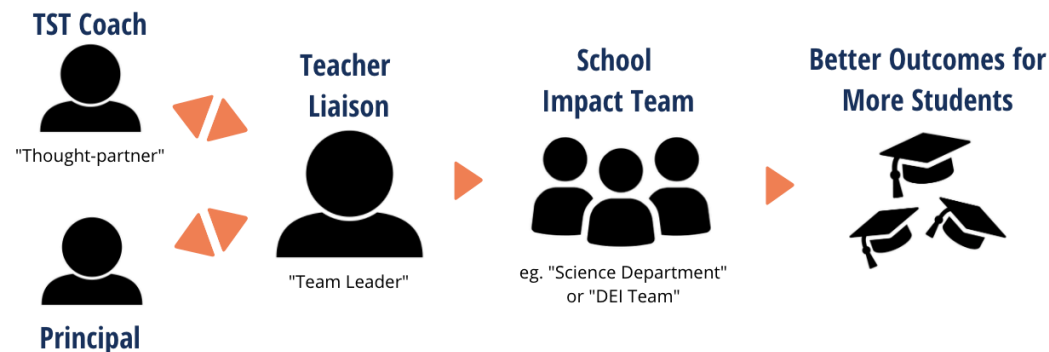 TST Coach
"Thought-partner"
Principal
Teacher
Liaison
"Team Leader"
School
Impact Team
eg. "Science Department"
or "DEI Team"
Better Outcomes for
More Students